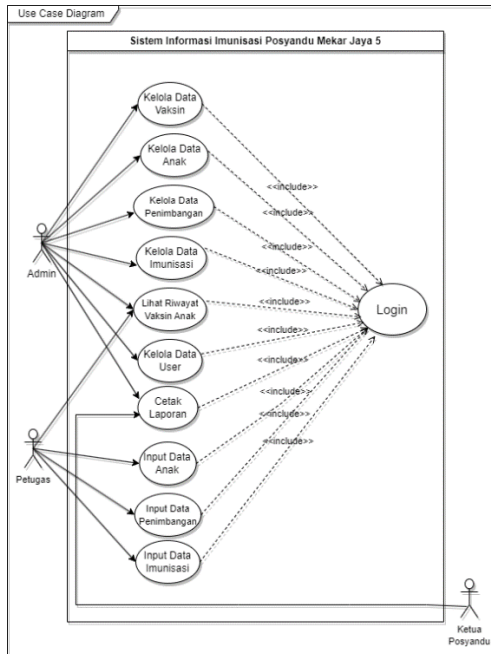 Use Case Diagram
Sistem Informasi Imunisasi Posyandu Mekar Jaya 5
Kelola Data
Vaksin
Kelola Data
Anak
<<include>>
Kelola Data
Penimbangan
<<include>>
Admin
Kelola Data
Imunisasi
<<include>>
<<include>>
Lihat Riwayat
Vaksin Anak
<<include>>
Login
Kelola Data
User
<<include>>
<<include>>
Cetak
Laporan
<<include>>
<<include>>
Petugas
Input Data
Anak
<<include>>
Input Data
Penimbangan
Input Data
Imunisasi
Ketua
Posyandu